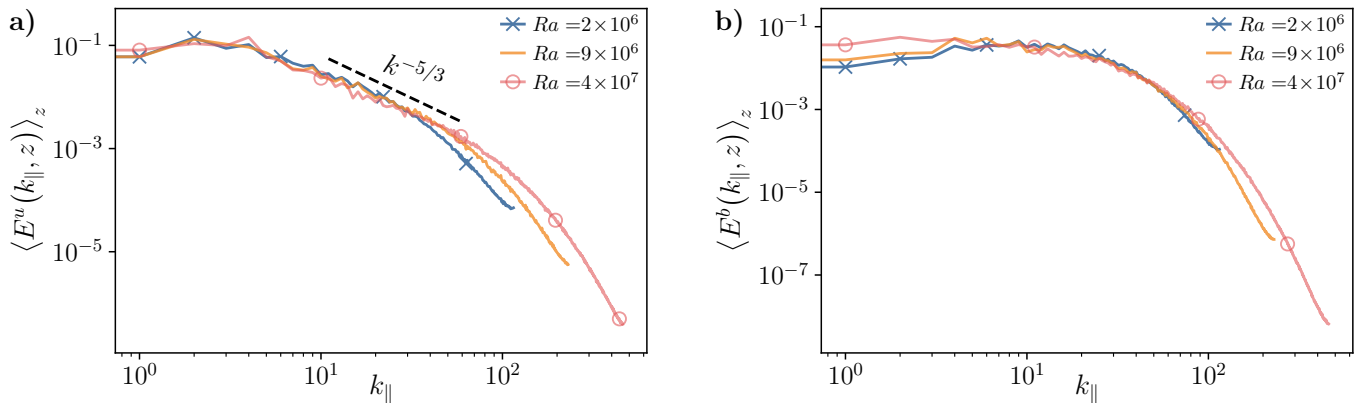 a)
⟨E^u(k_∥, z)⟩_z
10^−1
10^−3
10^−5
k^−5/3
Ra =2×10^6
Ra =9×10^6
Ra =4×10^7
10^0
10^1
10^2
k_∥
b)
⟨E^b(k_∥, z)⟩_z
10^−1
10^−3
10^−5
10^−7
Ra =2×10^6
Ra =9×10^6
Ra =4×10^7
10^0
10^1
10^2
k_∥